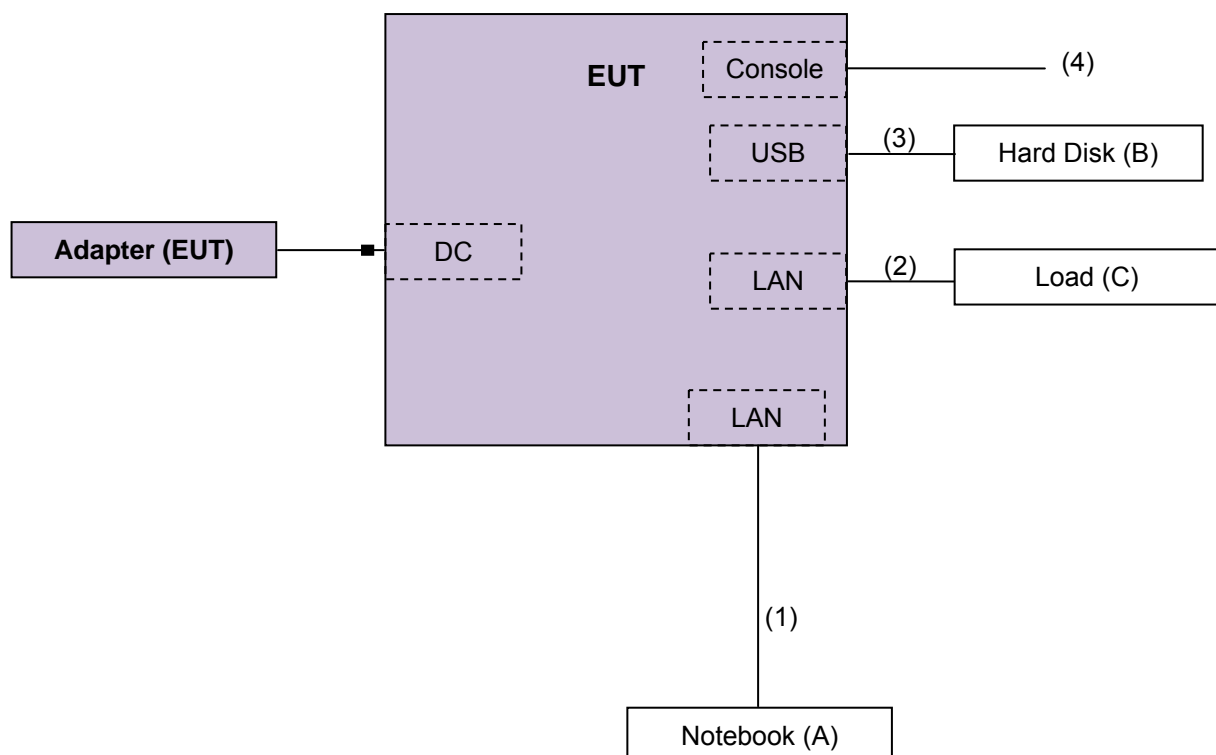 EUT
Console
(4)
USB
(3)
Hard Disk (B)
Adapter (EUT)
DC
LAN
(2)
Load (C)
LAN
(1)
Notebook (A)